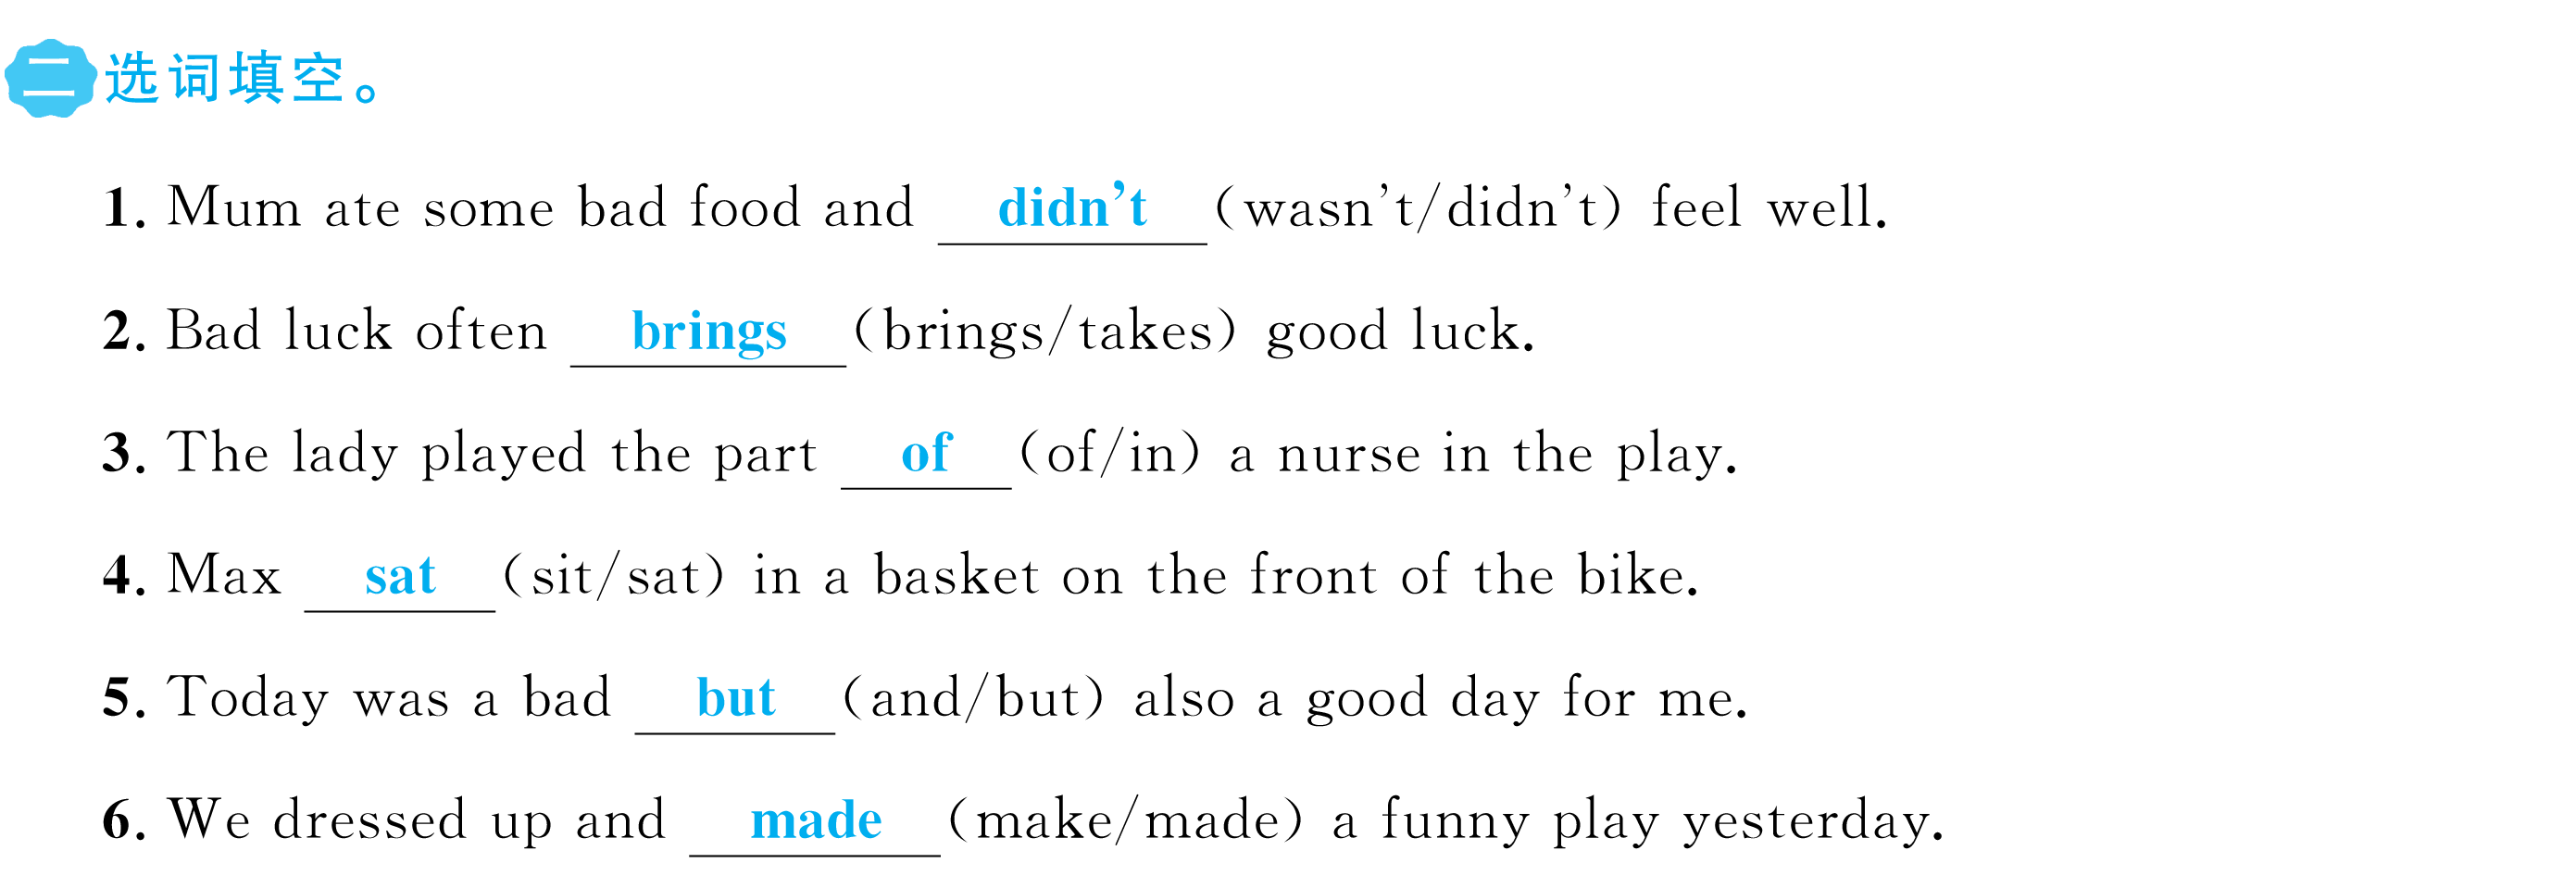 二 选词填空。
1. Mum ate some bad food and didn't (wasn't/didn't) feel well.
2. Bad luck often brings (brings/takes) good luck.
3. The lady played the part of (of/in) a nurse in the play.
4. Max sat (sit/sat) in a basket on the front of the bike.
5. Today was a bad but (and/but) also a good day for me.
6. We dressed up and made (make/made) a funny play yesterday.